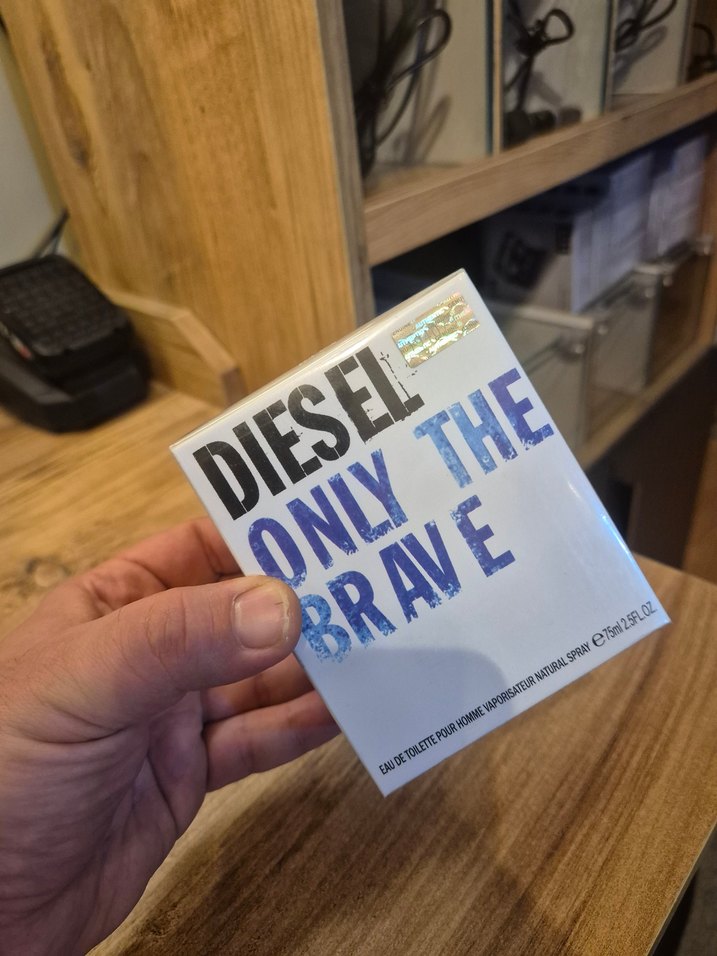 DIESEL
ONLY THE
BRAVE
EAU DE TOILETTE POUR HOMME VAPORISATEUR NATURAL SPRAY ℮ 75ml 2.5FL.OZ.